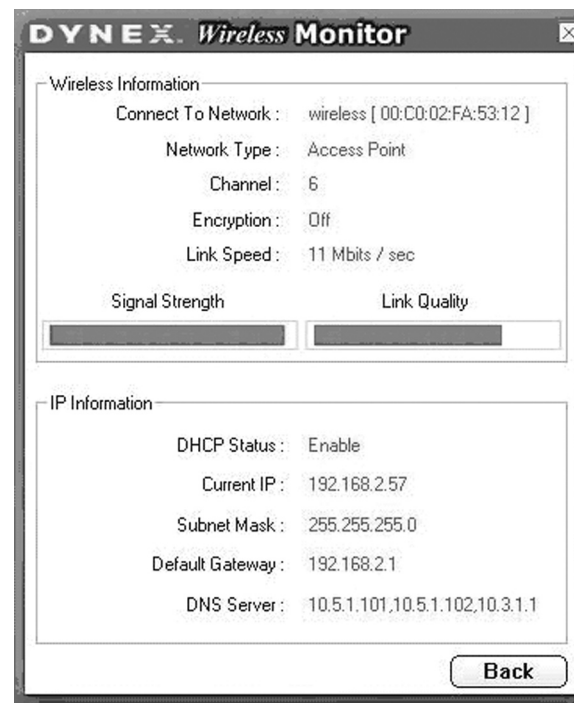 DYNEX Wireless Monitor
Wireless Information
Connect To Network : wireless [ 00:C0:02:FA:53:12 ]
Network Type : Access Point
Channel : 6
Encryption : Off
Link Speed : 11 Mbits / sec
Signal Strength Link Quality
IP Information
DHCP Status : Enable
Current IP : 192.168.2.57
Subnet Mask : 255.255.255.0
Default Gateway : 192.168.2.1
DNS Server : 10.5.1.101,10.5.1.102,10.3.1.1
Back